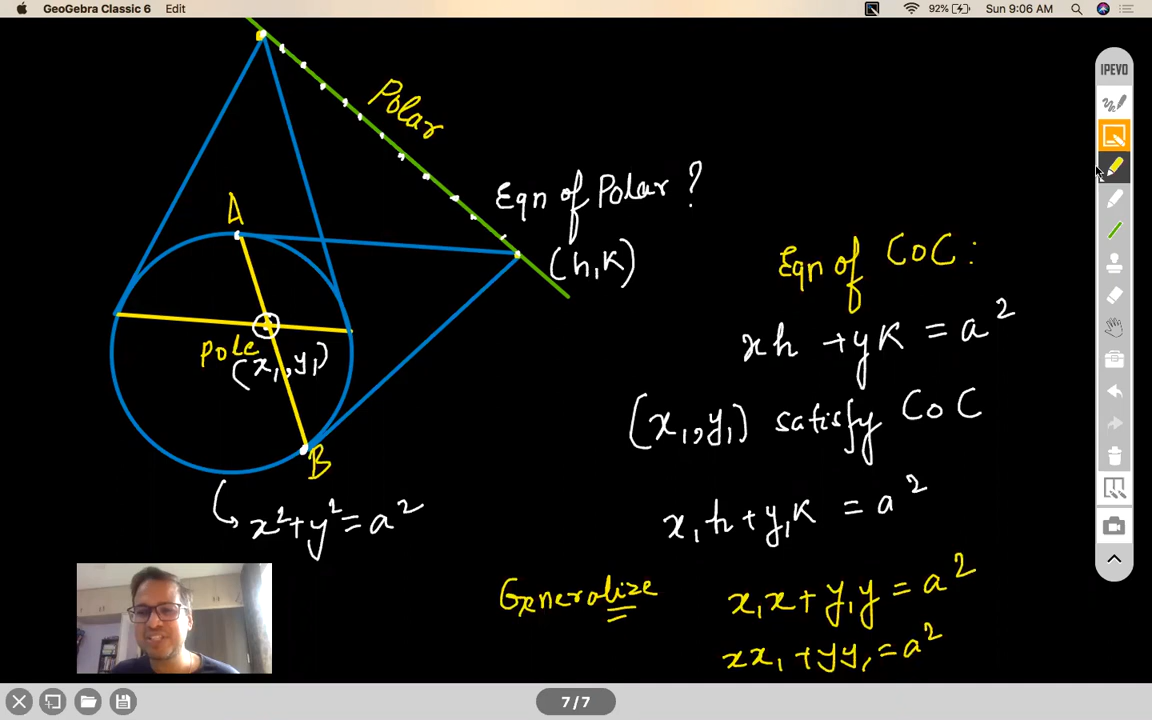 GeoGebra Classic 6 Edit
92% Sun 9:06 AM
IPEVO
Polar
A
Eqn of Polar ?
(h,K)
Eqn of CoC :
xh + yK = a²
Pole
(x₁,y₁)
(x₁,y₁) satisfy CoC
B
x₁h + y₁K = a²
x²+y²=a²
Generalize
x₁x + y₁y = a²
xx₁ + yy₁ = a²
7/7